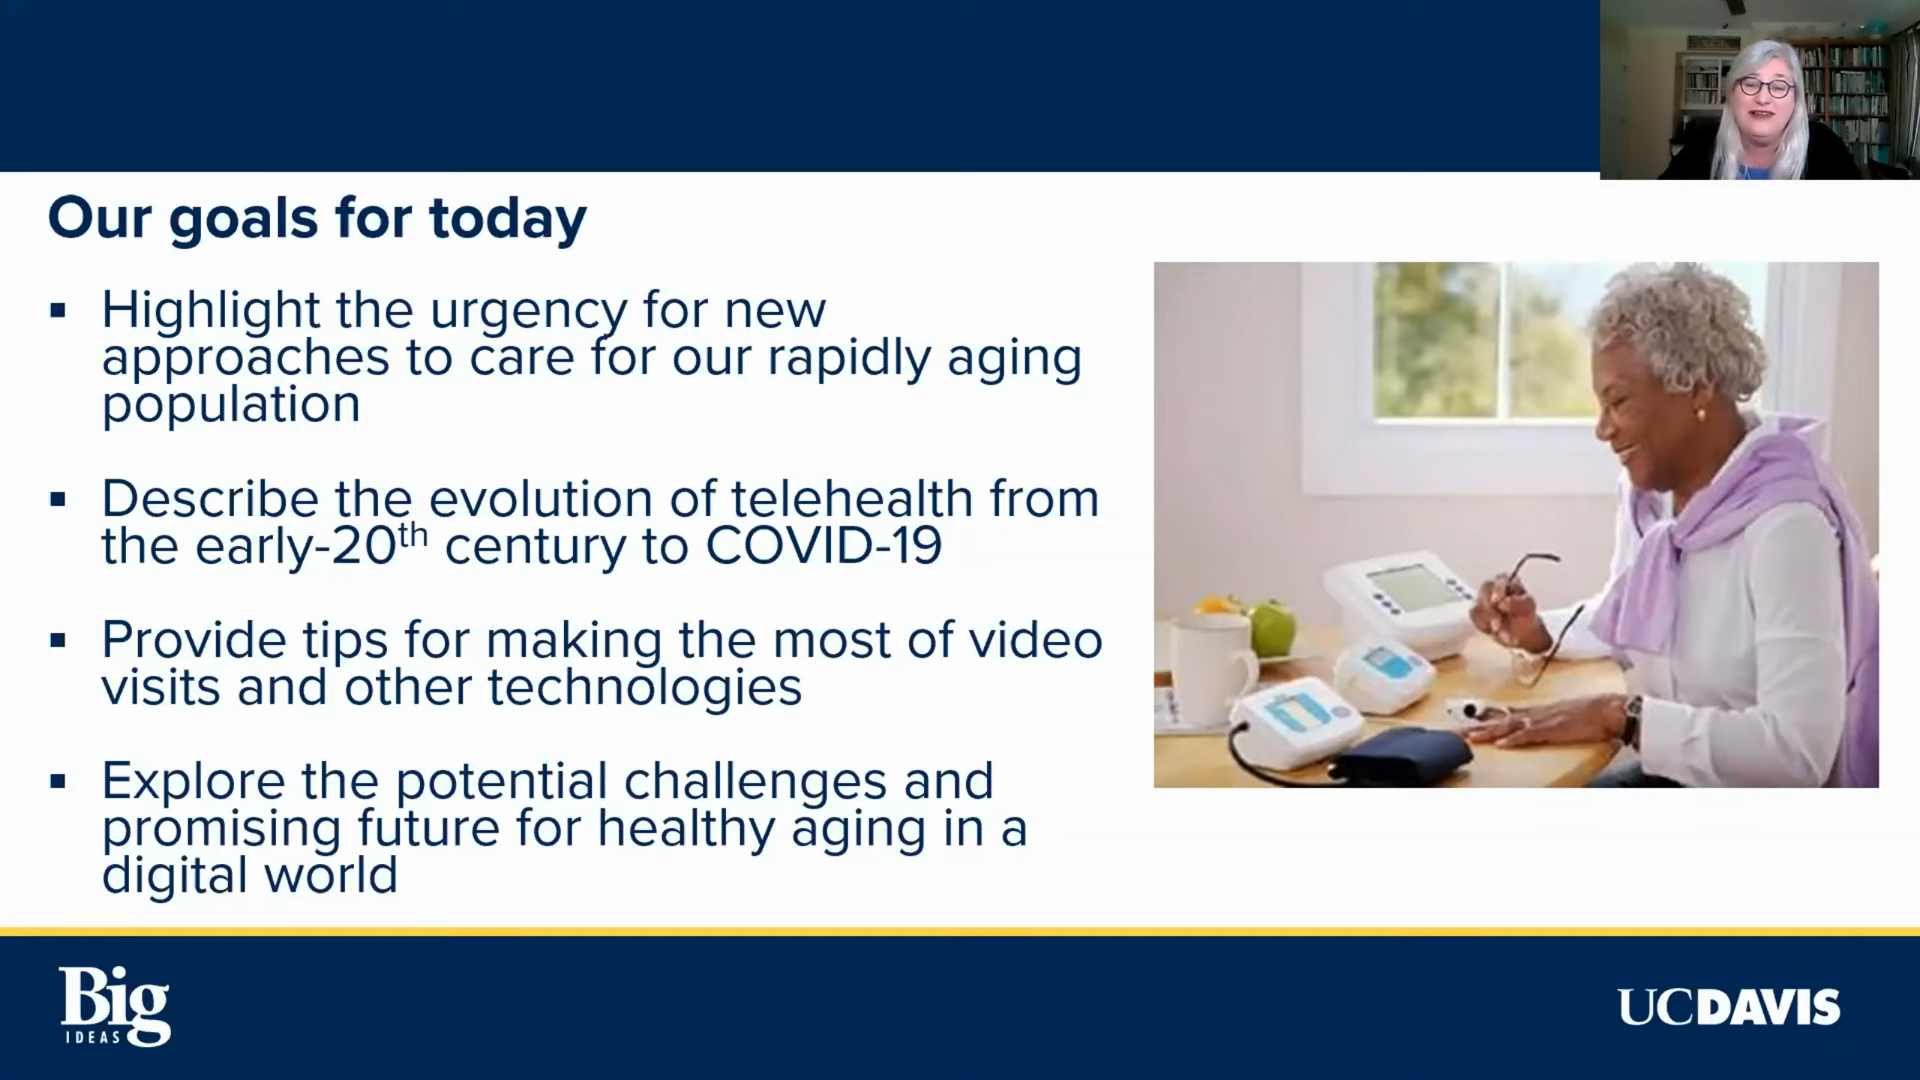 Our goals for today
▪ Highlight the urgency for new
approaches to care for our rapidly aging
population
▪ Describe the evolution of telehealth from
the early-20th century to COVID-19
▪ Provide tips for making the most of video
visits and other technologies
▪ Explore the potential challenges and
promising future for healthy aging in a
digital world
Big
IDEAS
UCDAVIS